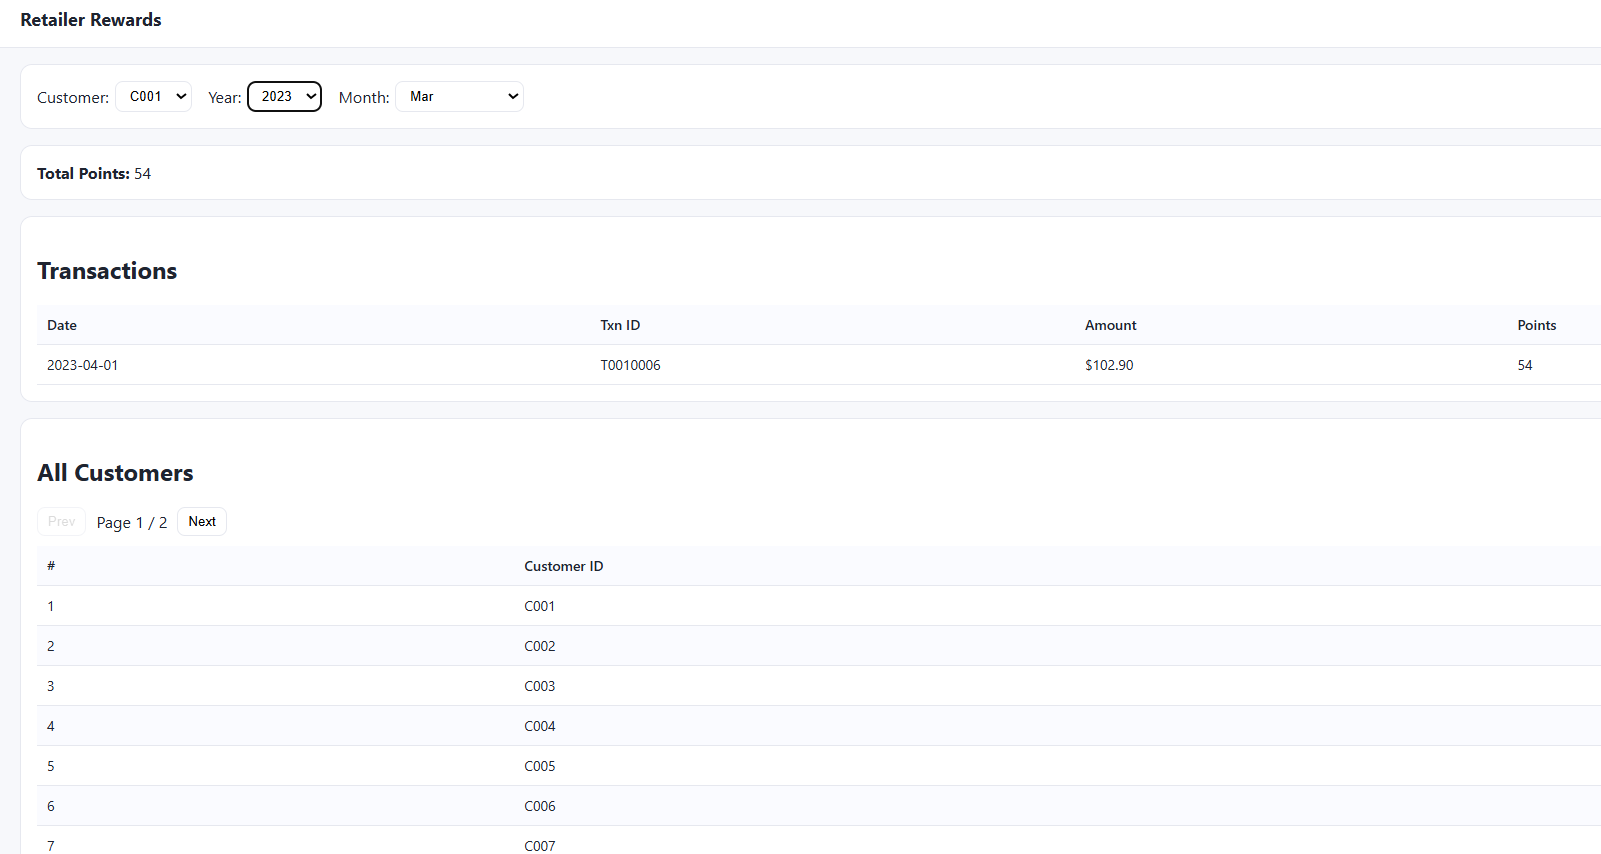 Retailer Rewards
Customer: C001 Year: 2023 Month: Mar
Total Points: 54
Transactions
Date Txn ID Amount Points
2023-04-01 T0010006 $102.90 54
All Customers
Prev Page 1 / 2 Next
# Customer ID
1 C001
2 C002
3 C003
4 C004
5 C005
6 C006
7 C007